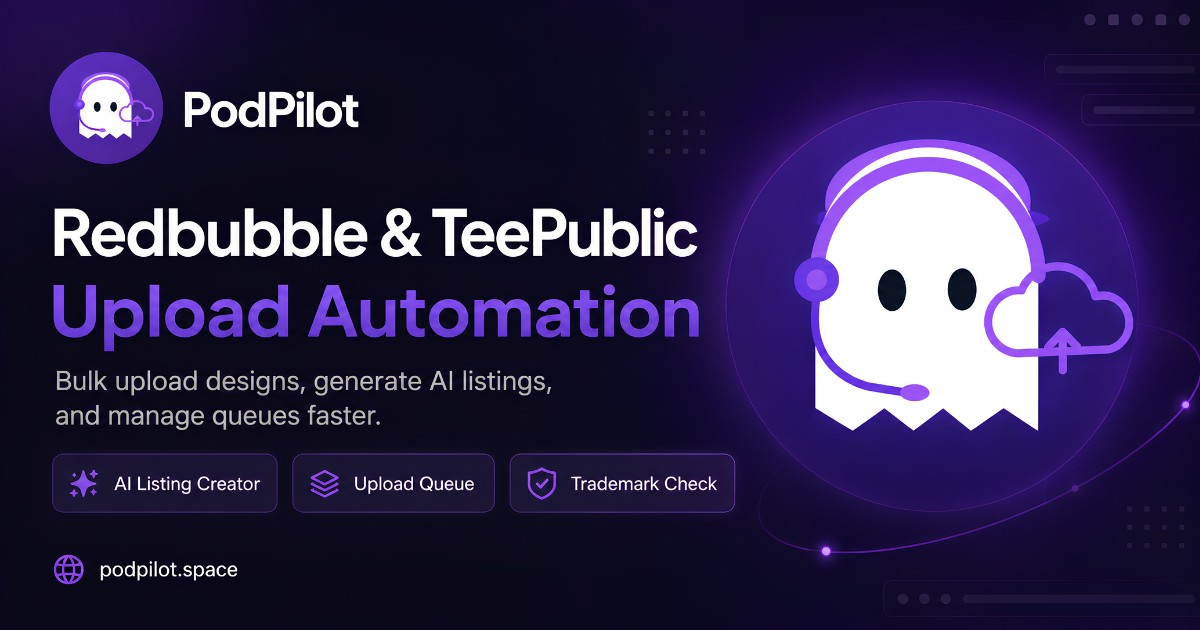 PodPilot
Redbubble & TeePublic
Upload Automation
Bulk upload designs, generate AI listings,
and manage queues faster.
AI Listing Creator
Upload Queue
Trademark Check
podpilot.space